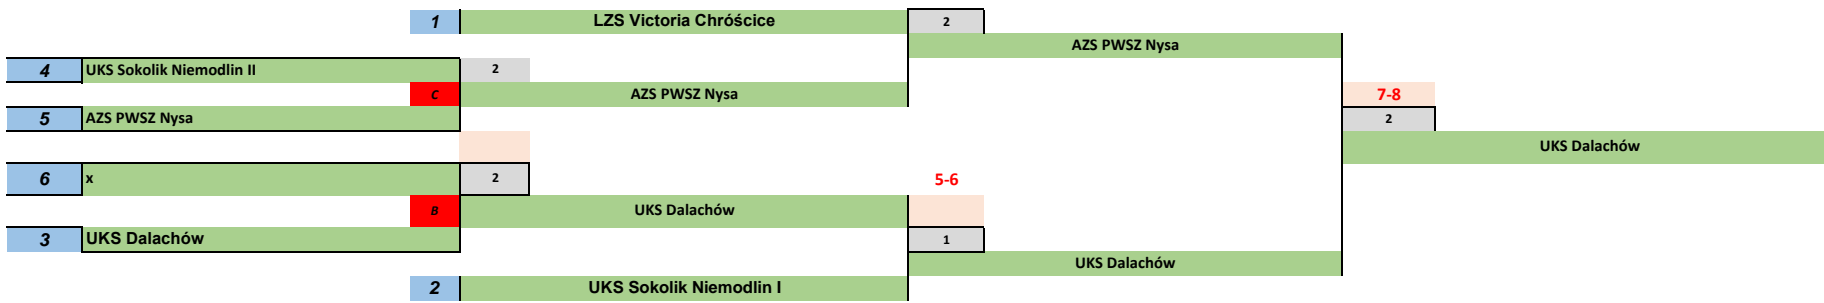 1 LZS Victoria Chróścice 2
AZS PWSZ Nysa
4 UKS Sokolik Niemodlin II 2
C AZS PWSZ Nysa 7-8
5 AZS PWSZ Nysa 2
UKS Dalachów
6 x 2 5-6
B UKS Dalachów
3 UKS Dalachów 1
UKS Dalachów
2 UKS Sokolik Niemodlin I